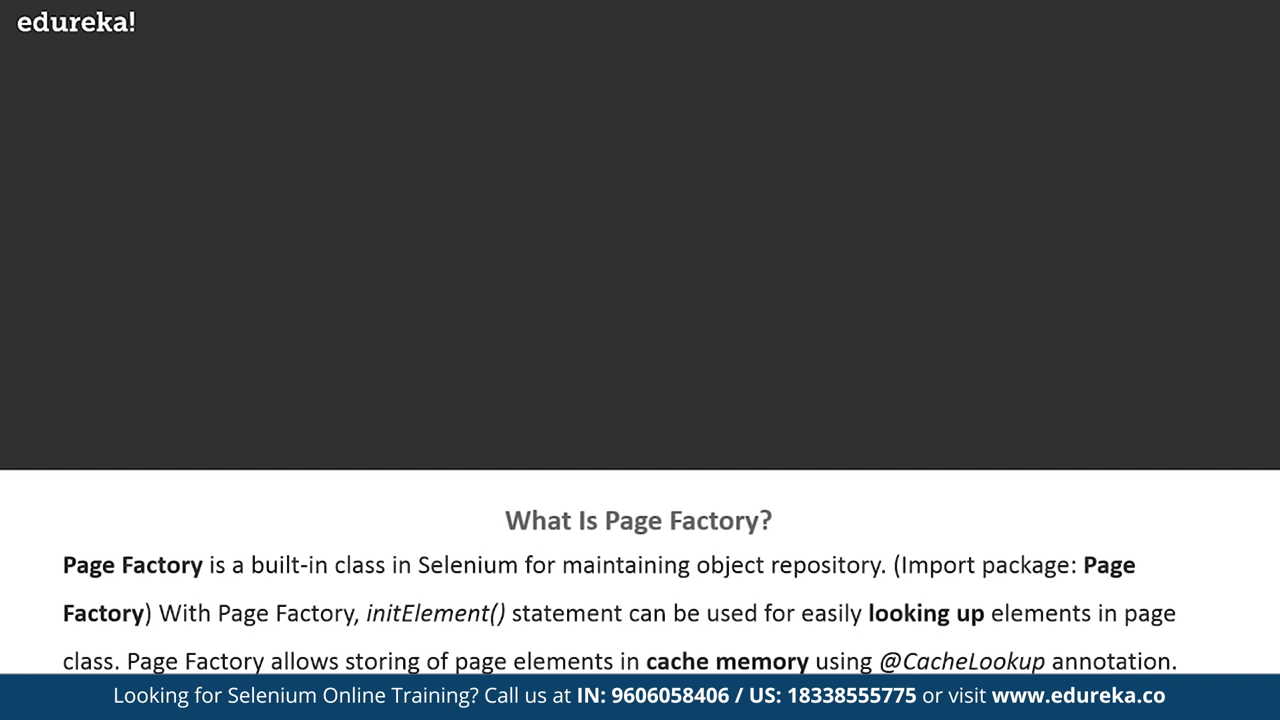 edureka!
What Is Page Factory?
Page Factory is a built-in class in Selenium for maintaining object repository. (Import package: Page
Factory) With Page Factory, initElement() statement can be used for easily looking up elements in page
class. Page Factory allows storing of page elements in cache memory using @CacheLookup annotation.
Looking for Selenium Online Training? Call us at IN: 9606058406 / US: 18338555775 or visit www.edureka.co